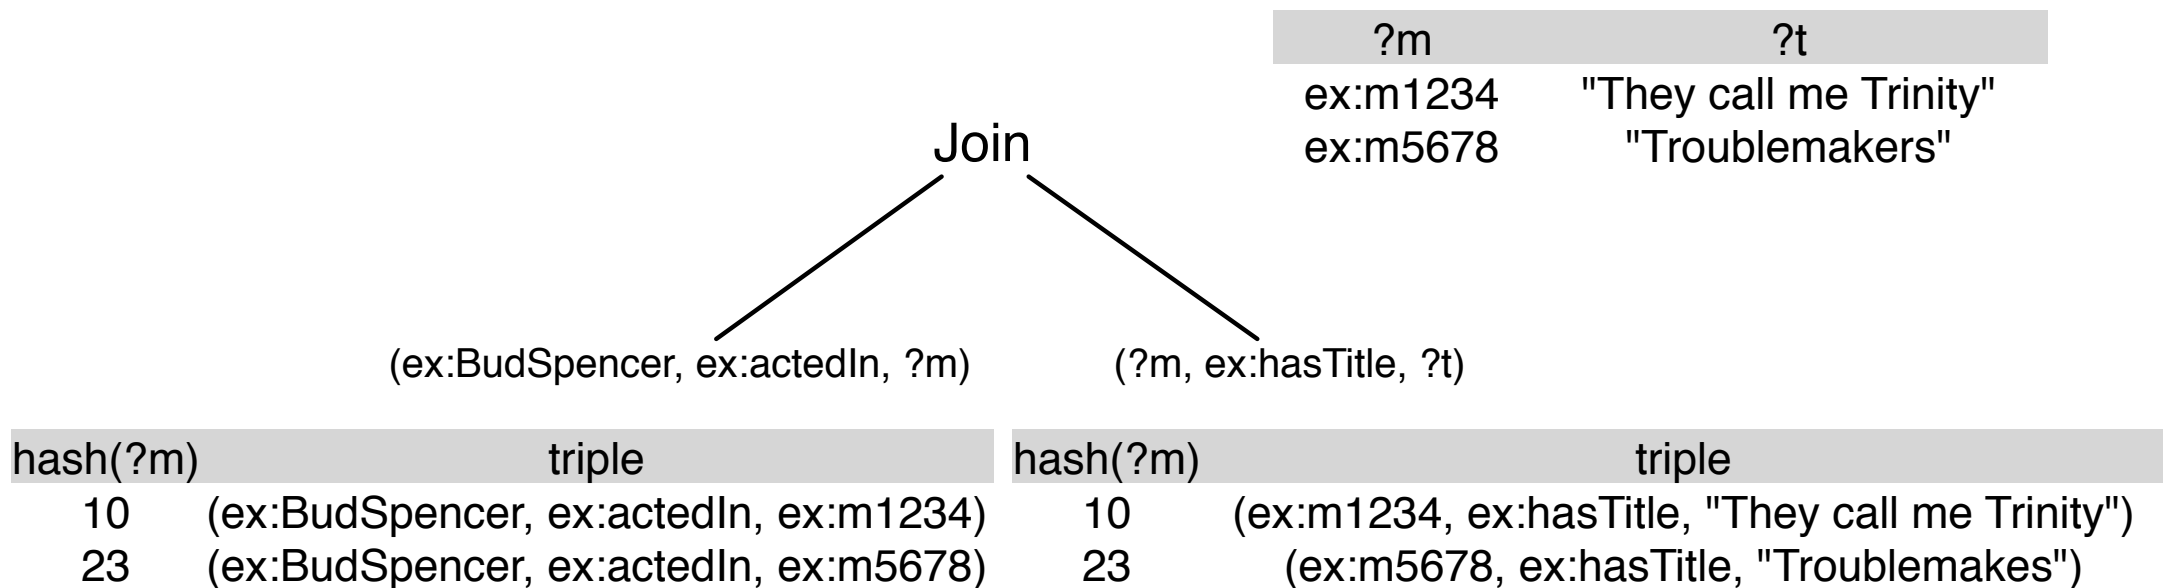 ?m ?t
ex:m1234 "They call me Trinity"
Join
ex:m5678 "Troublemakers"
(ex:BudSpencer, ex:actedIn, ?m) (?m, ex:hasTitle, ?t)
hash(?m) triple hash(?m) triple
10 (ex:BudSpencer, ex:actedIn, ex:m1234) 10 (ex:m1234, ex:hasTitle, "They call me Trinity")
23 (ex:BudSpencer, ex:actedIn, ex:m5678) 23 (ex:m5678, ex:hasTitle, "Troublemakes")